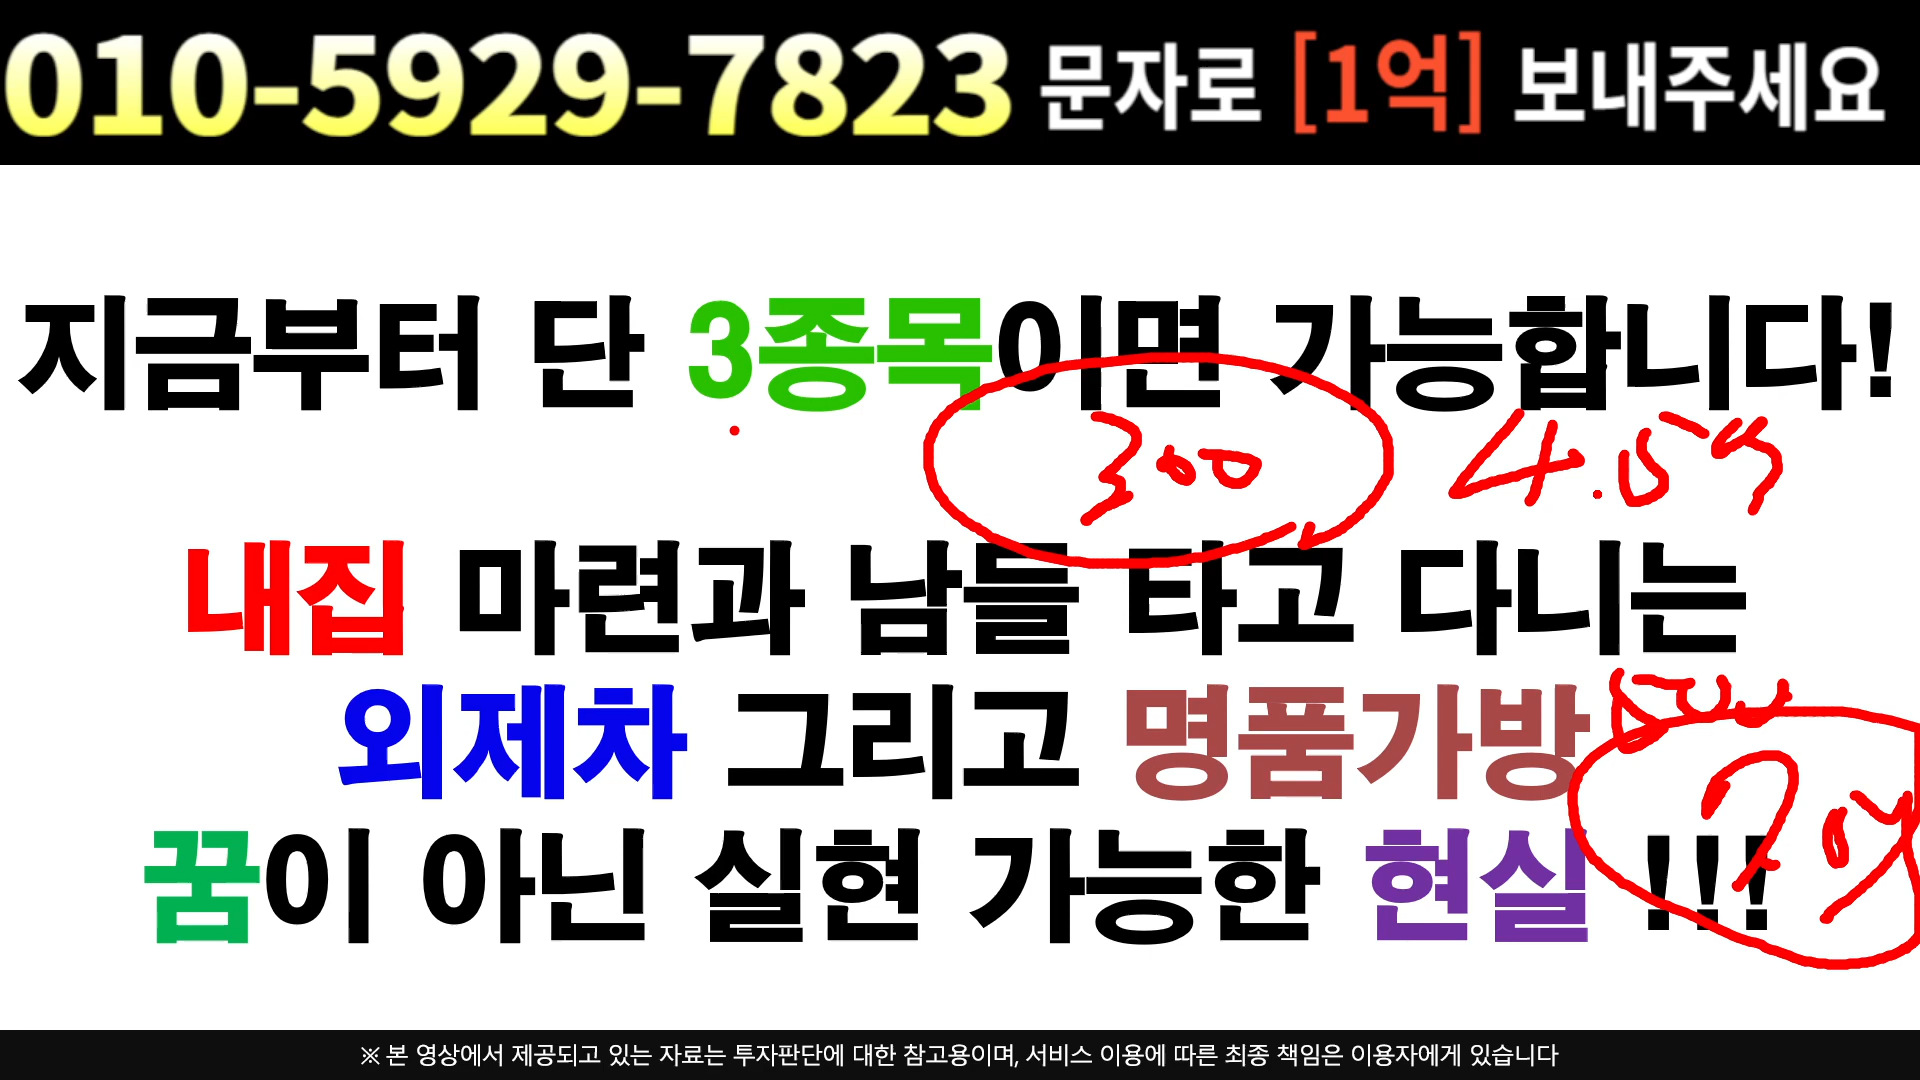 010-5929-7823 문자로 [1억] 보내주세요
지금부터 단 3종목이면 가능합니다!
300
4.5억
내집 마련과 남들 타고 다니는
외제차 그리고 명품가방
500
꿈이 아닌 실현 가능한 현실 !!!
※ 본 영상에서 제공되고 있는 자료는 투자판단에 대한 참고용이며, 서비스 이용에 따른 최종 책임은 이용자에게 있습니다